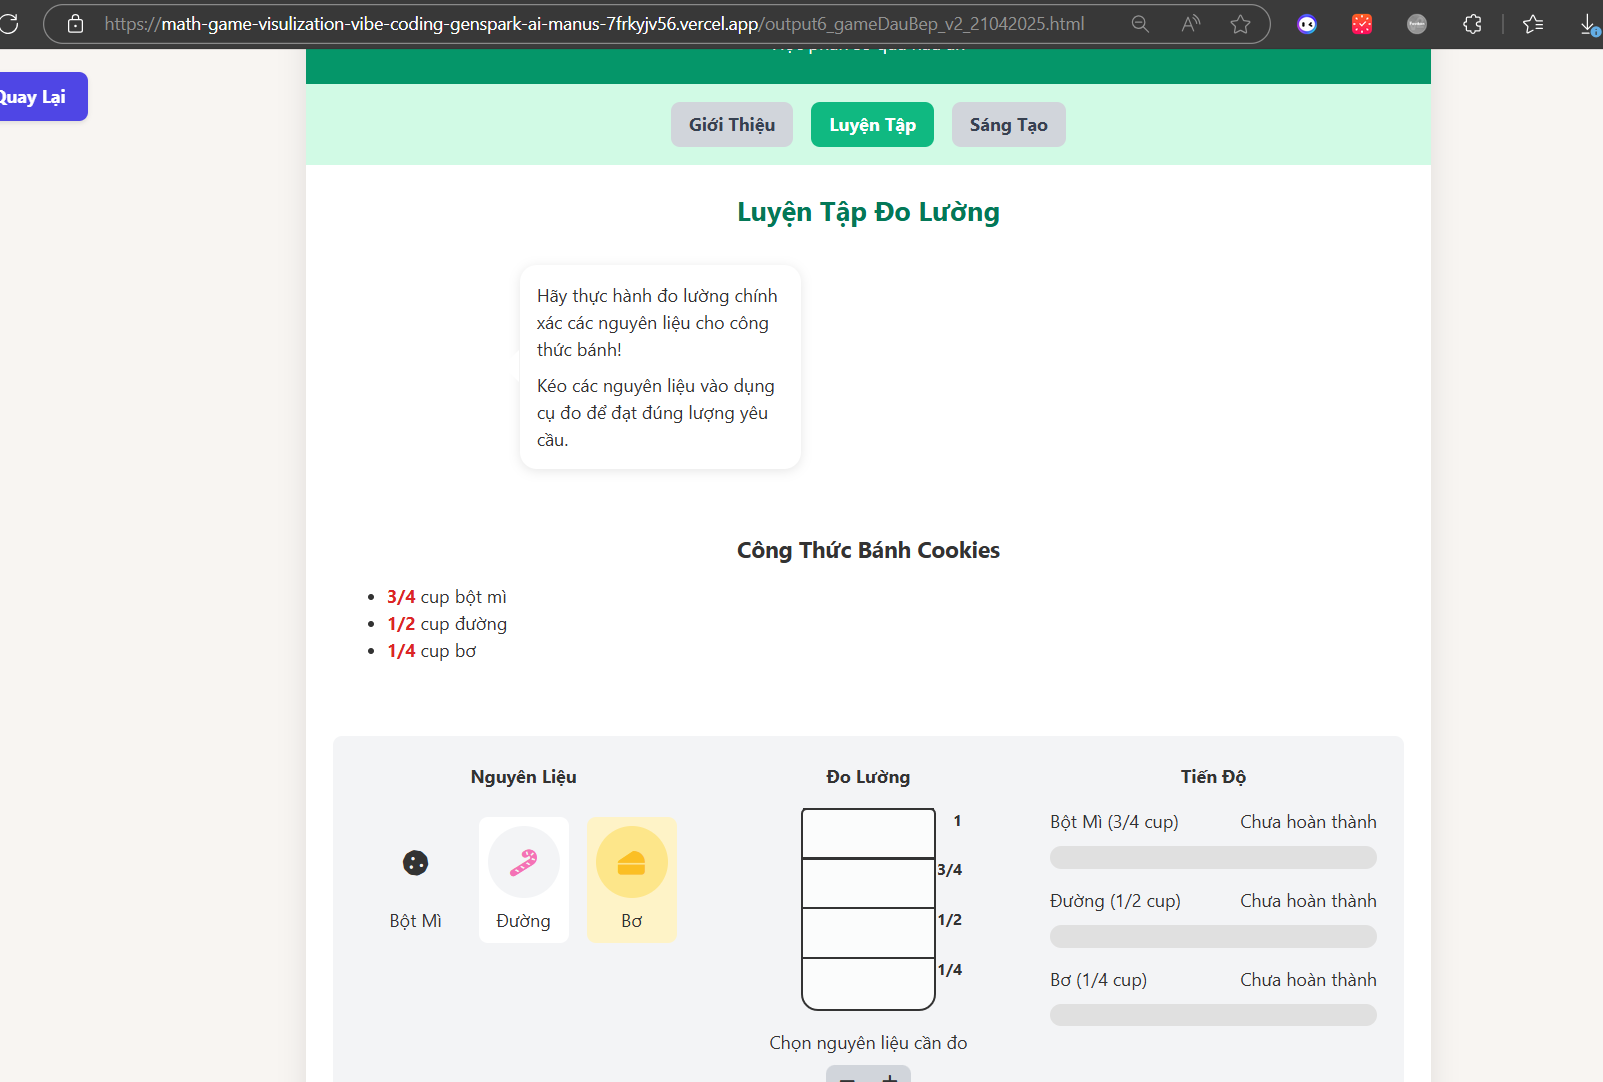 https://math-game-visulization-vibe-coding-genspark-ai-manus-7frkyjv56.vercel.app/output6_gameDauBep_v2_21042025.html
Quay Lại
Giới Thiệu
Luyện Tập
Sáng Tạo
Luyện Tập Đo Lường
Hãy thực hành đo lường chính
xác các nguyên liệu cho công
thức bánh!
Kéo các nguyên liệu vào dụng
cụ đo để đạt đúng lượng yêu
cầu.
Công Thức Bánh Cookies
3/4 cup bột mì
1/2 cup đường
1/4 cup bơ
Nguyên Liệu
Bột Mì
Đường
Bơ
Đo Lường
1
3/4
1/2
1/4
Chọn nguyên liệu cần đo
− +
Tiến Độ
Bột Mì (3/4 cup) Chưa hoàn thành
Đường (1/2 cup) Chưa hoàn thành
Bơ (1/4 cup) Chưa hoàn thành